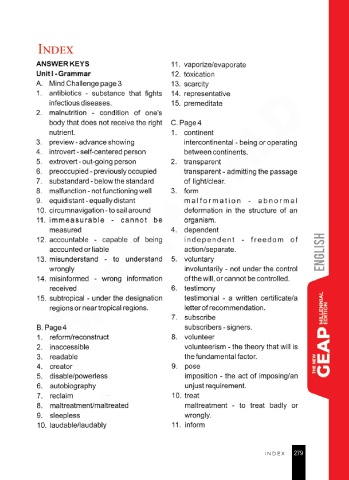 INDEX
ANSWER KEYS
Unit I - Grammar
A. Mind Challenge page 3
1. antibiotics - substance that fights
infectious diseases.
2. malnutrition - condition of one's
body that does not receive the right
nutrient.
3. preview - advance showing
4. introvert - self-centered person
5. extrovert - out-going person
6. preoccupied - previously occupied
7. substandard - below the standard
8. malfunction - not functioning well
9. equidistant - equally distant
10. circumnavigation - to sail around
11. immeasurable - cannot be
measured
12. accountable - capable of being
accounted or liable
13. misunderstand - to understand
wrongly
14. misinformed - wrong information
received
15. subtropical - under the designation
regions or near tropical regions.
B. Page 4
1. reform/reconstruct
2. inaccessible
3. readable
4. creator
5. disable/powerless
6. autobiography
7. reclaim
8. maltreatment/maltreated
9. sleepless
10. laudable/laudably
11. vaporize/evaporate
12. toxication
13. scarcity
14. representative
15. premeditate
C. Page 4
1. continent
intercontinental - being or operating
between continents.
2. transparent
transparent - admitting the passage
of light/clear.
3. form
malformation - abnormal
deformation in the structure of an
organism.
4. dependent
independent - freedom of
action/separate.
5. voluntary
involuntarily - not under the control
of the will, or cannot be controlled.
6. testimony
testimonial - a written certificate/a
letter of recommendation.
7. subscribe
subscribers - signers.
8. volunteer
volunteerism - the theory that will is
the fundamental factor.
9. pose
imposition - the act of imposing/an
unjust requirement.
10. treat
maltreatment - to treat badly or
wrongly.
11. inform
ENGLISH
THE NEW
GEAP MILLENNIAL
EDITION
INDEX 279